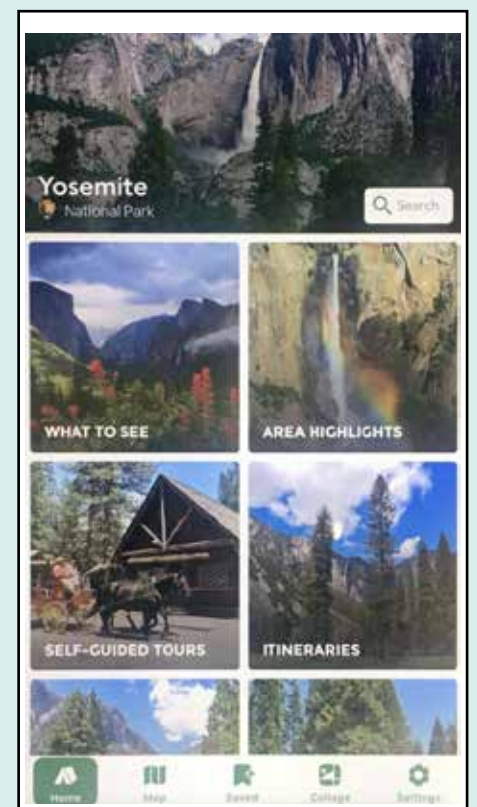 Yosemite
National Park
Search
WHAT TO SEE
AREA HIGHLIGHTS
SELF-GUIDED TOURS
ITINERARIES
Home
Map
Saved
Collage
Settings